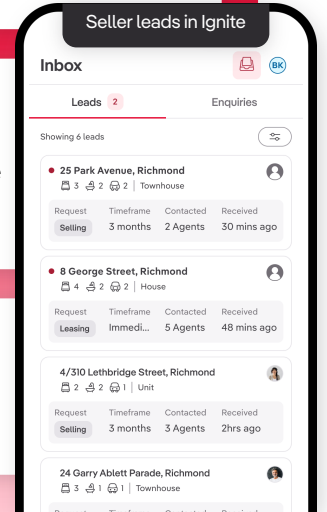 Seller leads in Ignite
Inbox
BK
Leads 2
Enquiries
Showing 6 leads
25 Park Avenue, Richmond
3 2 2 | Townhouse
Request Timeframe Contacted Received
Selling 3 months 2 Agents 30 mins ago
8 George Street, Richmond
4 2 2 | House
Request Timeframe Contacted Received
Leasing Immedi... 5 Agents 48 mins ago
4/310 Lethbridge Street, Richmond
2 2 1 | Unit
Request Timeframe Contacted Received
Selling 3 months 3 Agents 2hrs ago
24 Garry Ablett Parade, Richmond
3 1 1 | Townhouse